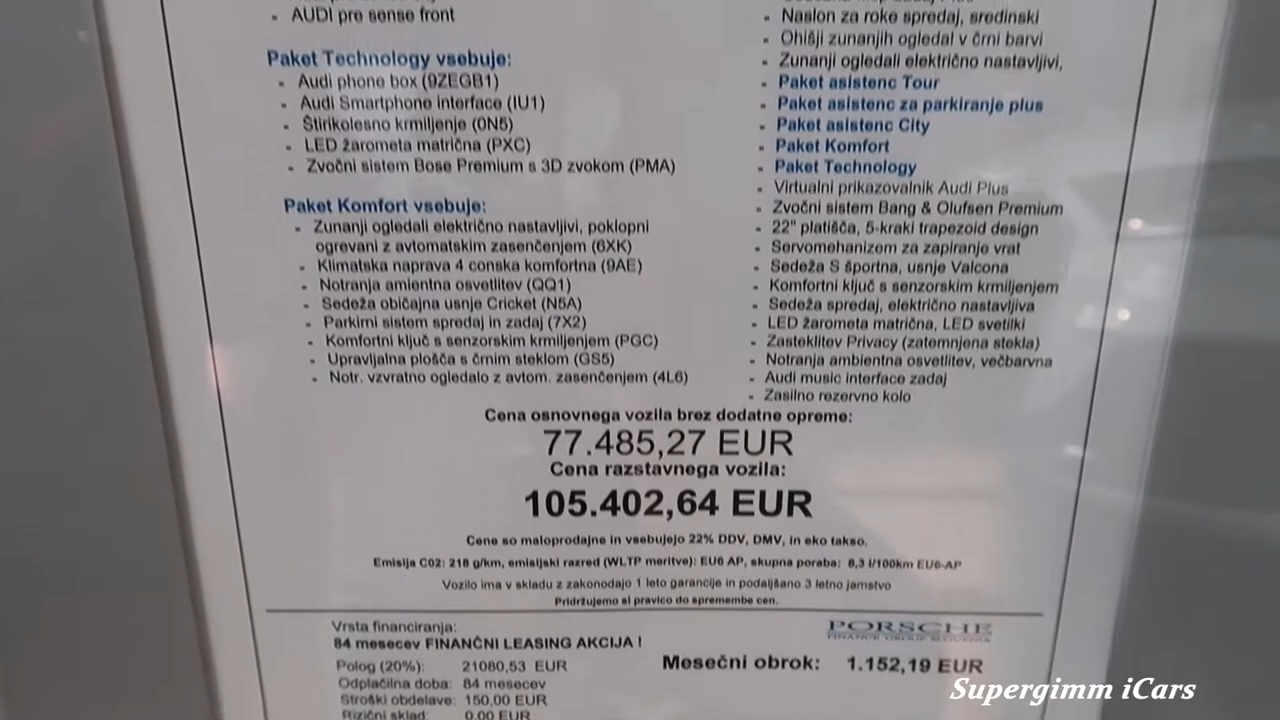 - AUDI pre sense front
Paket Technology vsebuje:
- Audi phone box (9ZEGB1)
- Audi Smartphone interface (IU1)
- Štirikolesno krmiljenje (0N5)
- LED žarometa matrična (PXC)
- Zvočni sistem Bose Premium s 3D zvokom (PMA)
Paket Komfort vsebuje:
- Zunanji ogledali električno nastavljivi, poklopni
ogrevani z avtomatskim zasenčenjem (6XK)
- Klimatska naprava 4 conska komfortna (9AE)
- Notranja amientna osvetlitev (QQ1)
- Sedeža običajna usnje Cricket (N5A)
- Parkirni sistem spredaj in zadaj (7X2)
- Komfortni ključ s senzorskim krmiljenjem (PGC)
- Upravljalna plošča s črnim steklom (GS5)
- Notr. vzvratno ogledalo z avtom. zasenčenjem (4L6)
- Naslon za roke spredaj, sredinski
- Ohišji zunanjih ogledal v črni barvi
- Zunanji ogledali električno nastavljivi,
- Paket asistenc Tour
- Paket asistenc za parkiranje plus
- Paket asistenc City
- Paket Komfort
- Paket Technology
- Virtualni prikazovalnik Audi Plus
- Zvočni sistem Bang & Olufsen Premium
- 22" platišča, 5-kraki trapezoid design
- Servomehanizem za zapiranje vrat
- Sedeža S športna, usnje Valcona
- Komfortni ključ s senzorskim krmiljenjem
- Sedeža spredaj, električno nastavljiva
- LED žarometa matrična, LED svetilki
- Zasteklitev Privacy (zatemnjena stekla)
- Notranja ambientna osvetlitev, večbarvna
- Audi music interface zadaj
- Zasilno rezervno kolo
Cena osnovnega vozila brez dodatne opreme:
77.485,27 EUR
Cena razstavnega vozila:
105.402,64 EUR
Cene so maloprodajne in vsebujejo 22% DDV, DMV, in eko takso.
Emisija C02: 218 g/km, emisijski razred (WLTP meritve): EU6 AP, skupna poraba: 8,3 l/100km EU6-AP
Vozilo ima v skladu z zakonodajo 1 leto garancije in podaljšano 3 letno jamstvo
Pridržujemo si pravico do spremembe cen.
Vrsta financiranja:
84 mesecev FINANČNI LEASING AKCIJA !
Polog (20%): 21080,53 EUR
Odplačilna doba: 84 mesecev
Stroški obdelave: 150,00 EUR
Rizični sklad: 0,00 EUR
PORSCHE
FINANCE GROUP SLOVENIA
Mesečni obrok: 1.152,19 EUR
Supergimm iCars